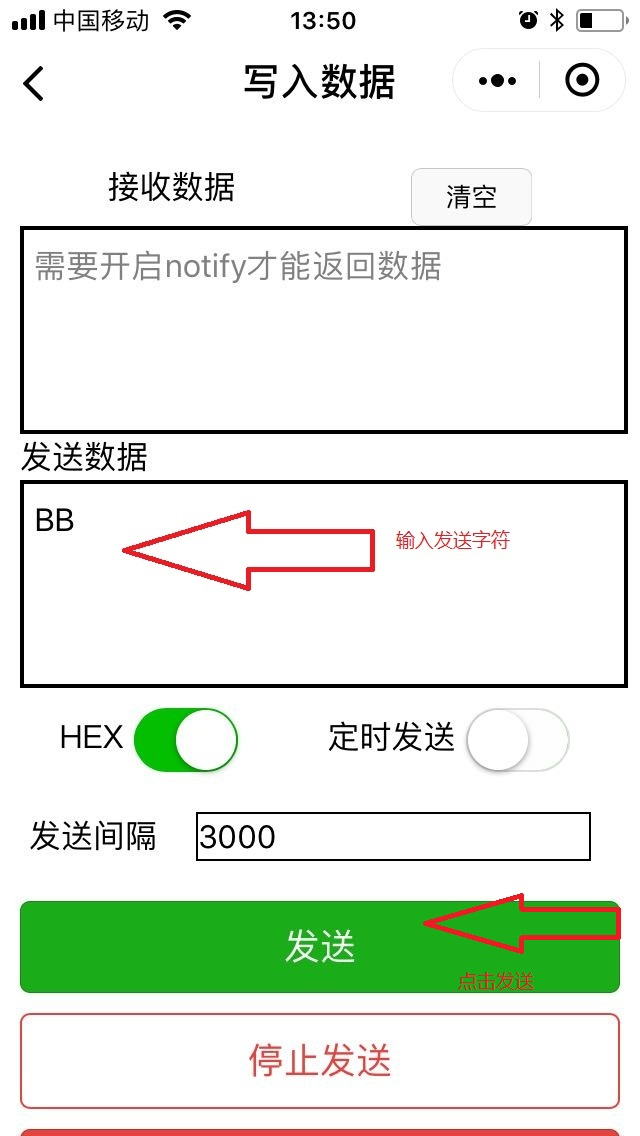 中国移动 13:50
写入数据
接收数据 清空
需要开启notify才能返回数据
发送数据
BB
输入发送字符
HEX 定时发送
发送间隔 3000
发送
点击发送
停止发送